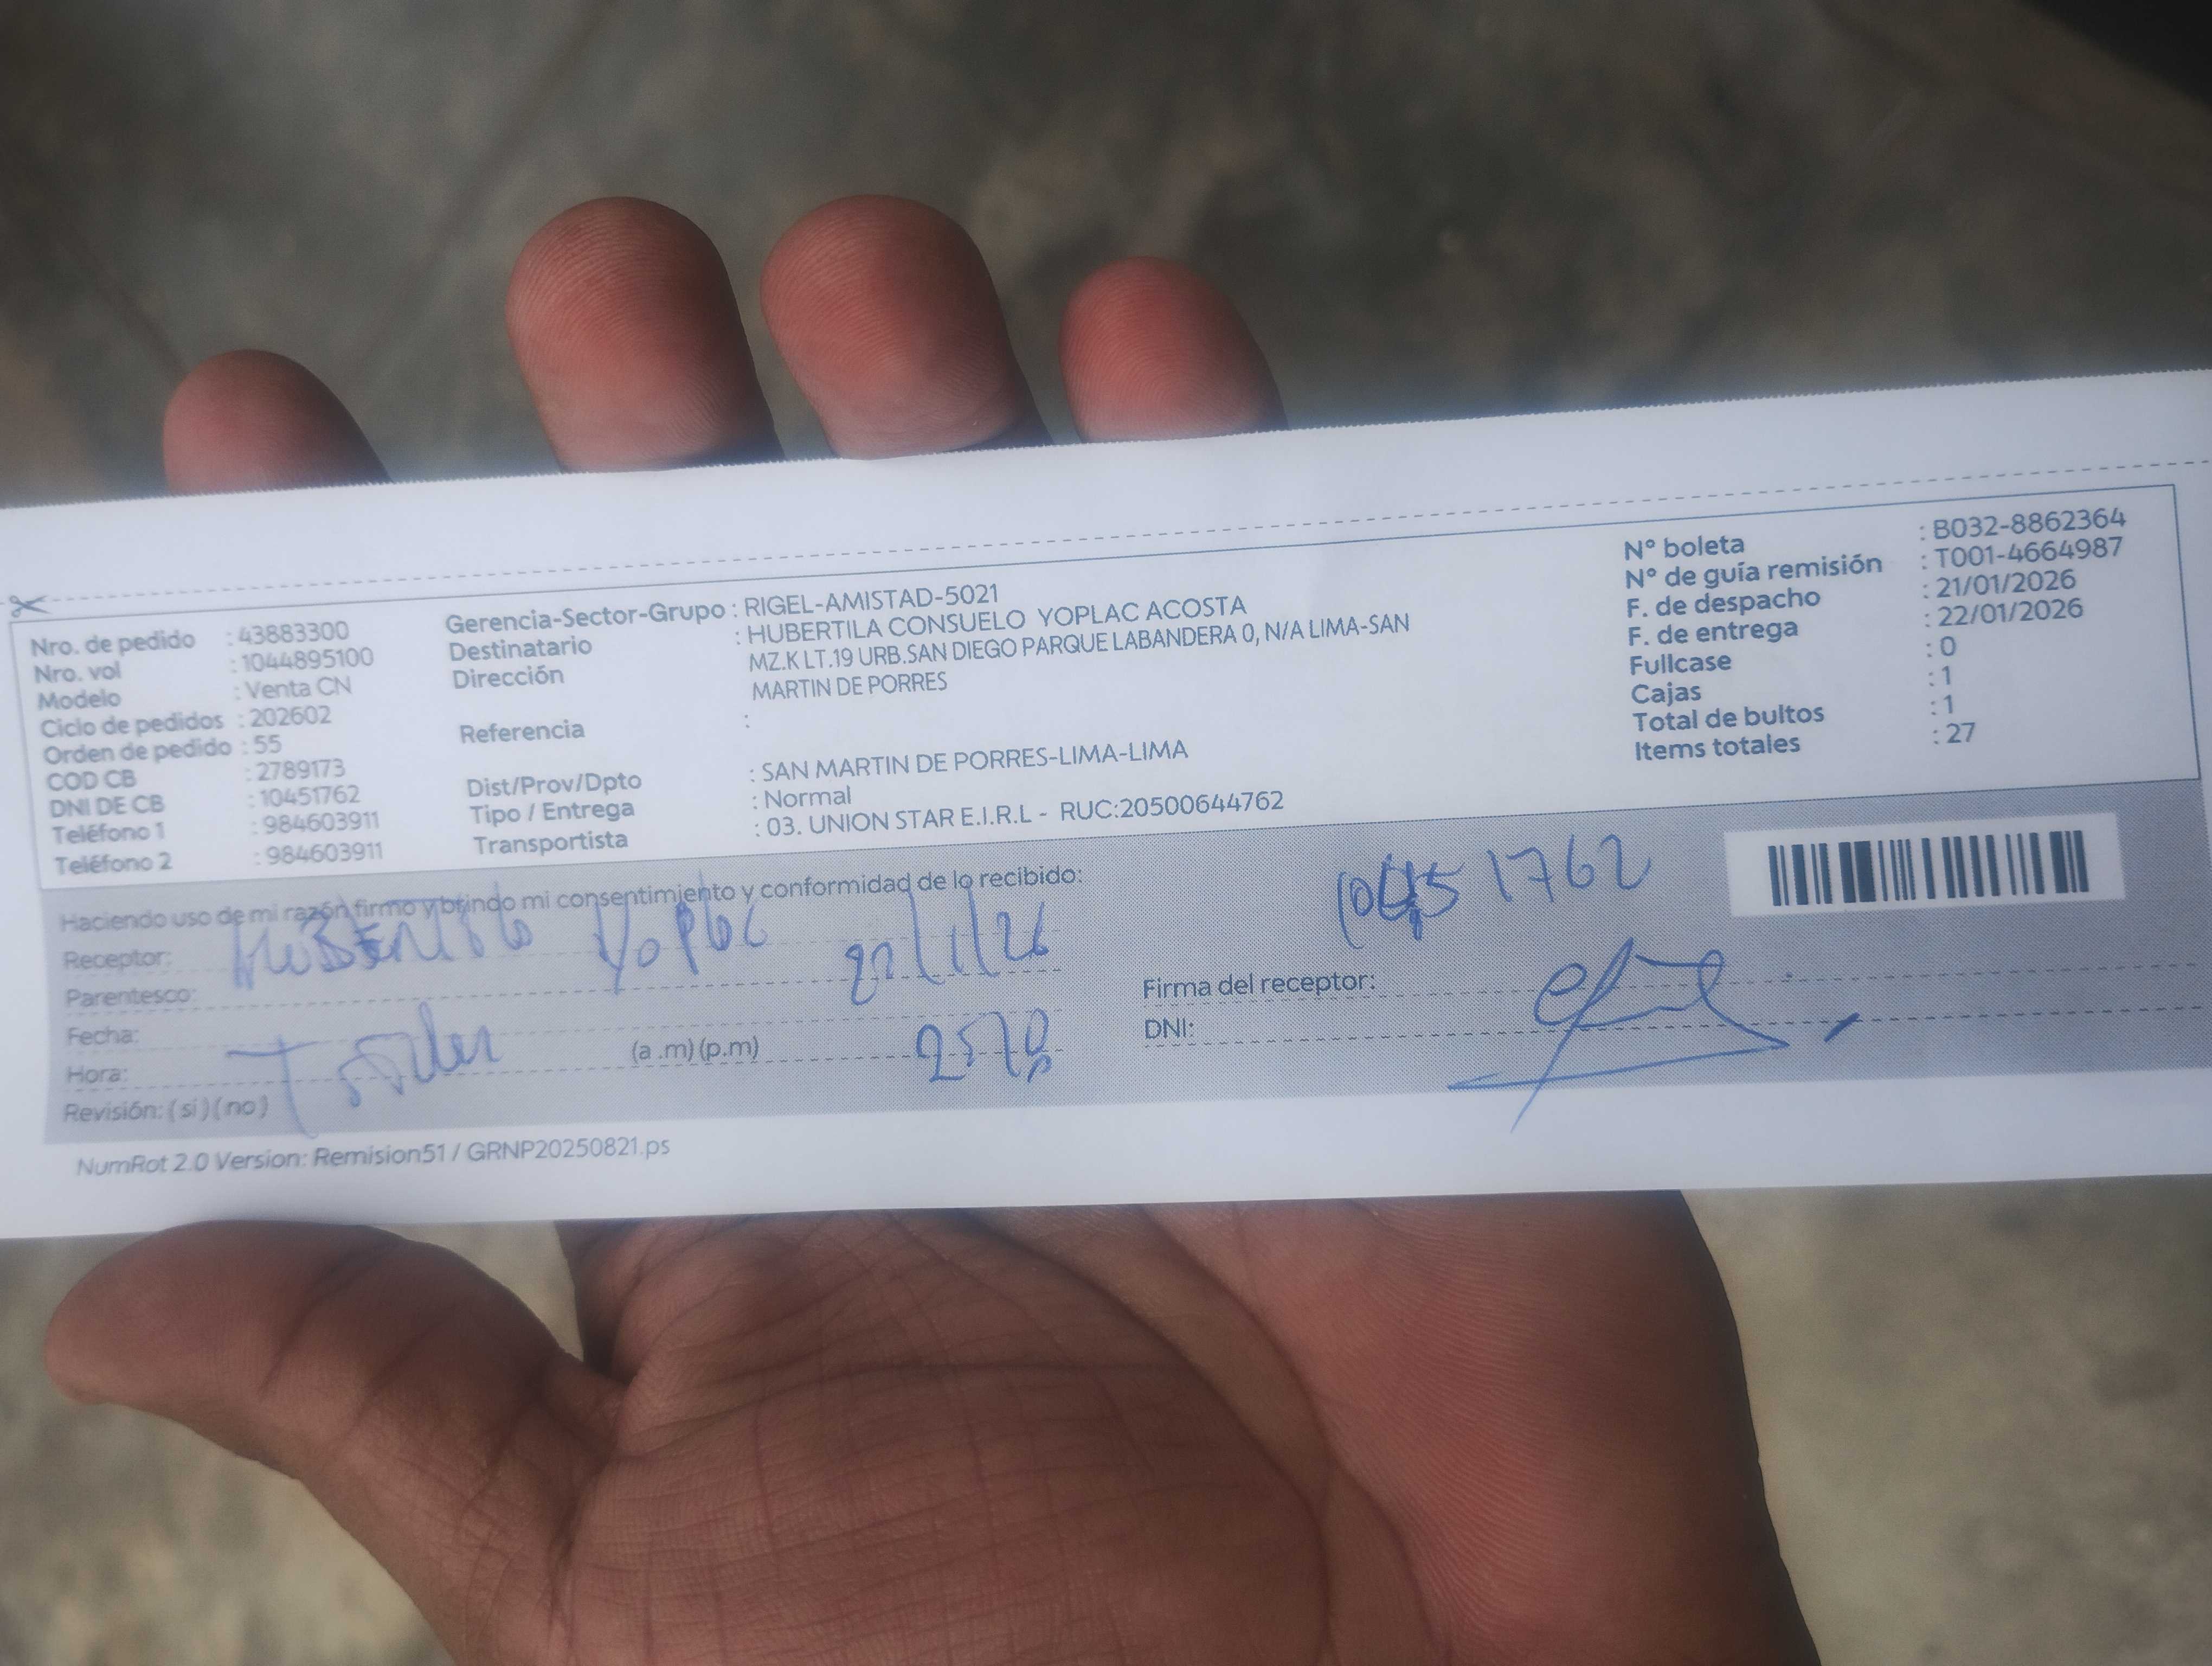 Nro. de pedido : 43883300
Nro. vol : 1044895100
Modelo : Venta CN
Ciclo de pedidos : 202602
Orden de pedido : 55
COD CB : 2789173
DNI DE CB : 10451762
Teléfono 1 : 984603911
Teléfono 2 : 984603911
Gerencia-Sector-Grupo : RIGEL-AMISTAD-5021
Destinatario : HUBERTILA CONSUELO YOPLAC ACOSTA
Dirección MZ.K LT.19 URB.SAN DIEGO PARQUE LABANDERA 0, N/A LIMA-SAN
MARTIN DE PORRES
Referencia :
Dist/Prov/Dpto : SAN MARTIN DE PORRES-LIMA-LIMA
Tipo / Entrega : Normal
Transportista : 03. UNION STAR E.I.R.L - RUC:20500644762
N° boleta : B032-8862364
N° de guía remisión : T001-4664987
F. de despacho : 21/01/2026
F. de entrega : 22/01/2026
Fullcase : 0
Cajas : 1
Total de bultos : 1
Items totales : 27
Haciendo uso de mi razón firmo y brindo mi consentimiento y conformidad de lo recibido:
Receptor: Yoplac 22/1/26
Parentesco:
Fecha:
Hora: (a .m) (p.m)
Revisión: (si) (no)
10451762
Firma del receptor:
DNI:
NumRot 2.0 Version: Remision51 / GRNP20250821.ps